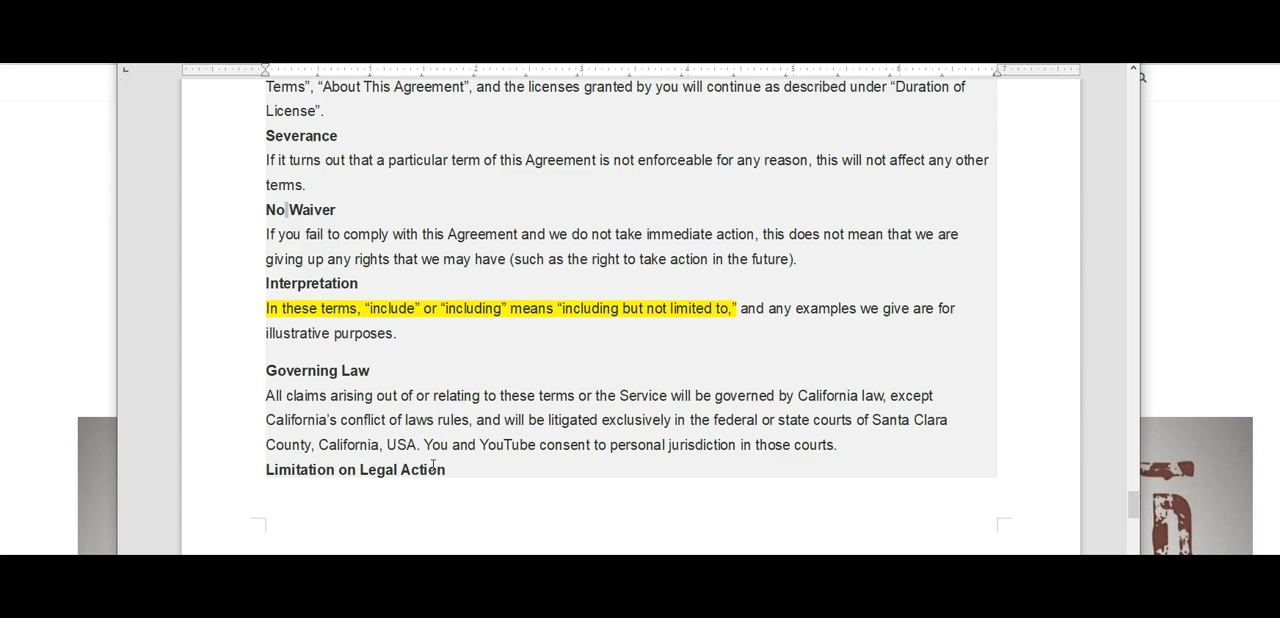 Terms”, “About This Agreement”, and the licenses granted by you will continue as described under “Duration of
License”.
Severance
If it turns out that a particular term of this Agreement is not enforceable for any reason, this will not affect any other
terms.
No Waiver
If you fail to comply with this Agreement and we do not take immediate action, this does not mean that we are
giving up any rights that we may have (such as the right to take action in the future).
Interpretation
In these terms, “include” or “including” means “including but not limited to,” and any examples we give are for
illustrative purposes.
Governing Law
All claims arising out of or relating to these terms or the Service will be governed by California law, except
California’s conflict of laws rules, and will be litigated exclusively in the federal or state courts of Santa Clara
County, California, USA. You and YouTube consent to personal jurisdiction in those courts.
Limitation on Legal Action